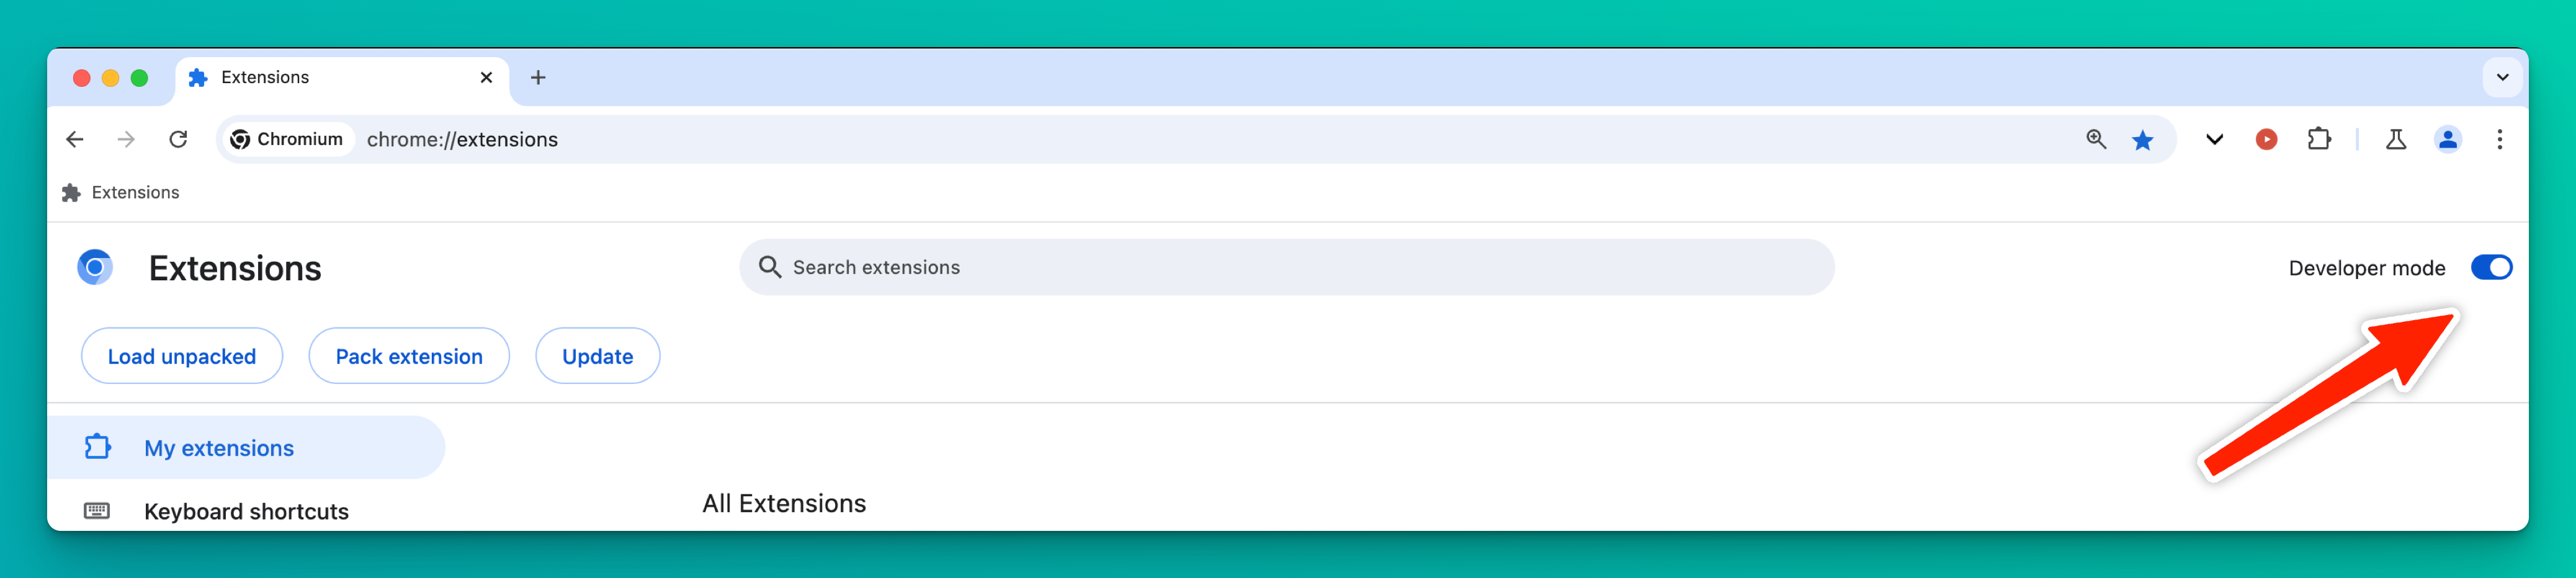 Extensions
Chromium chrome://extensions
Extensions
Extensions Search extensions Developer mode
Load unpacked Pack extension Update
My extensions
All Extensions
Keyboard shortcuts